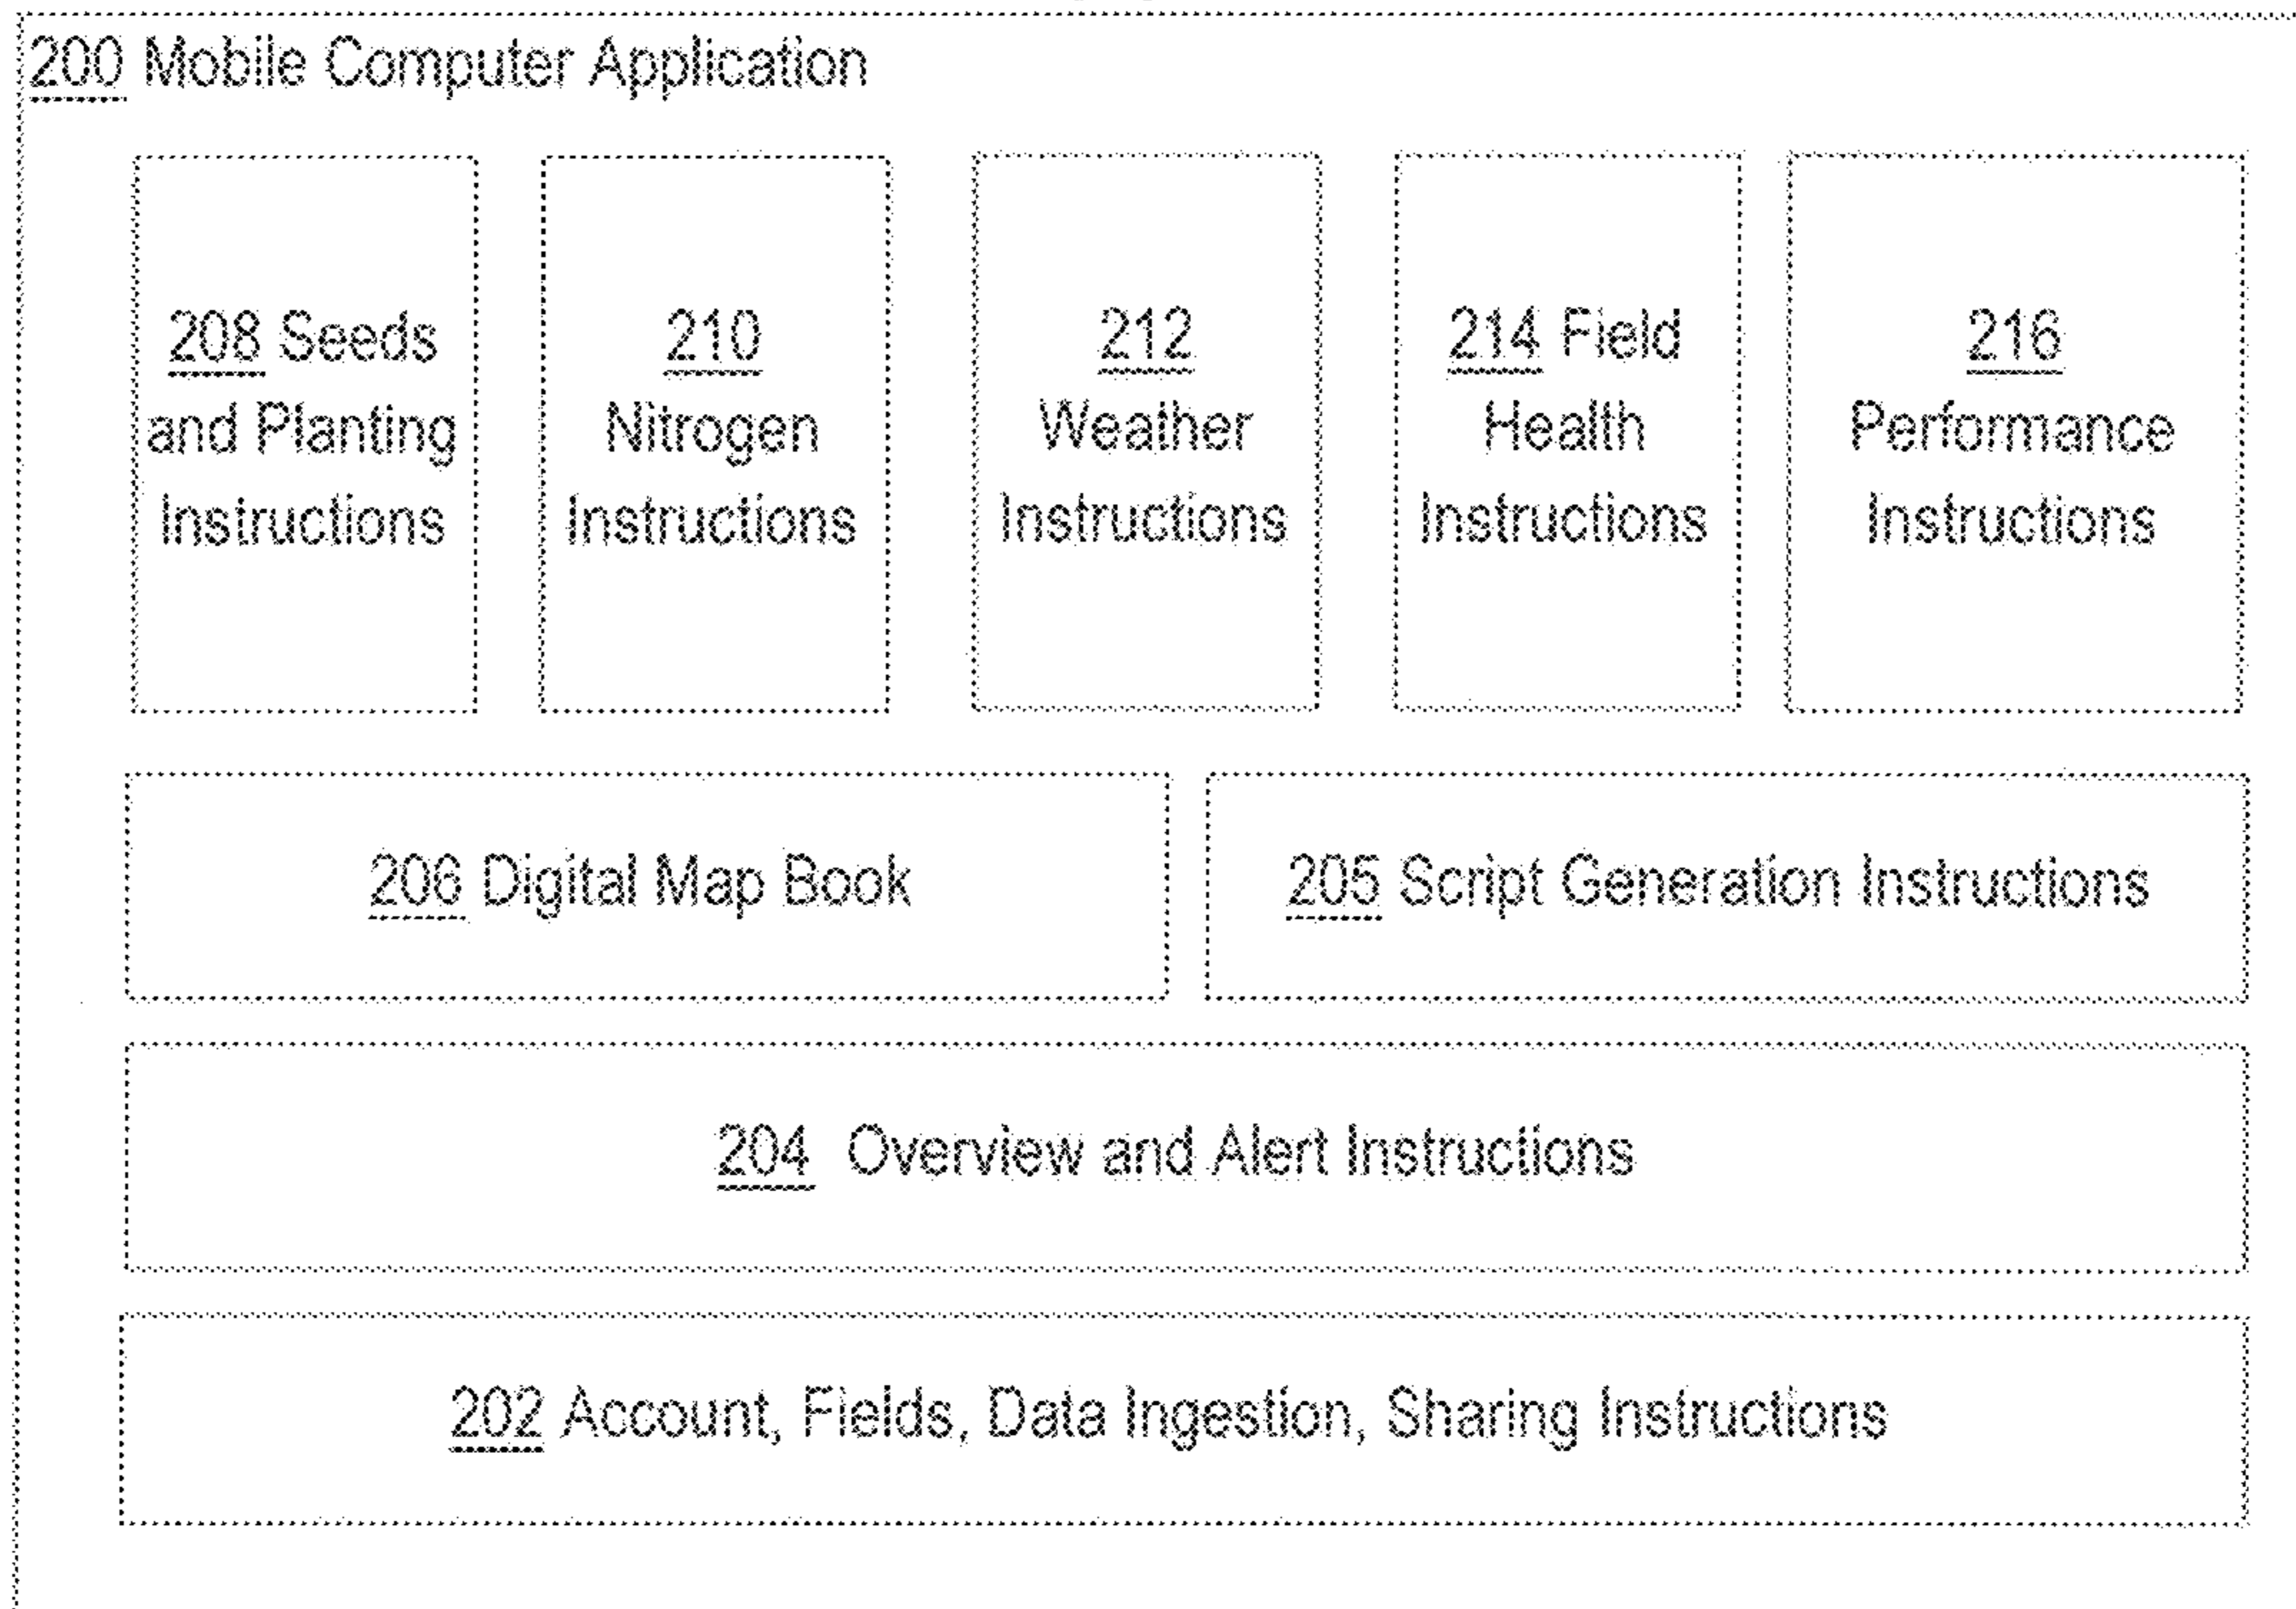 200 Mobile Computer Application
208 Seeds
and Planting
Instructions
210
Nitrogen
Instructions
212
Weather
Instructions
214 Field
Health
Instructions
216
Performance
Instructions
206 Digital Map Book
205 Script Generation Instructions
204 Overview and Alert Instructions
202 Account, Fields, Data Ingestion, Sharing Instructions